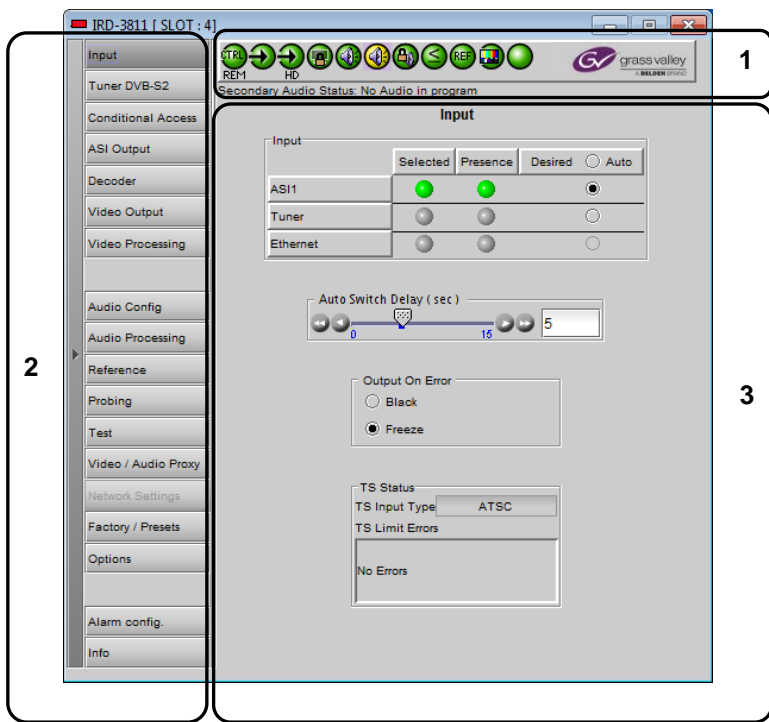 IRD-3811 [ SLOT : 4]
Input
Tuner DVB-S2
Conditional Access
ASI Output
Decoder
Video Output
Video Processing
Audio Config
Audio Processing
Reference
Probing
Test
Video / Audio Proxy
Network Settings
Factory / Presets
Options
Alarm config.
Info
2
CTRL
REF
REM
HD
GV
grass valley
A BELDEN BRAND
Secondary Audio Status: No Audio in program
1
Input
Input
Selected Presence Desired Auto
ASI1
Tuner
Ethernet
Auto Switch Delay ( sec )
0
15
5
Output On Error
Black
Freeze
TS Status
TS Input Type ATSC
TS Limit Errors
No Errors
3